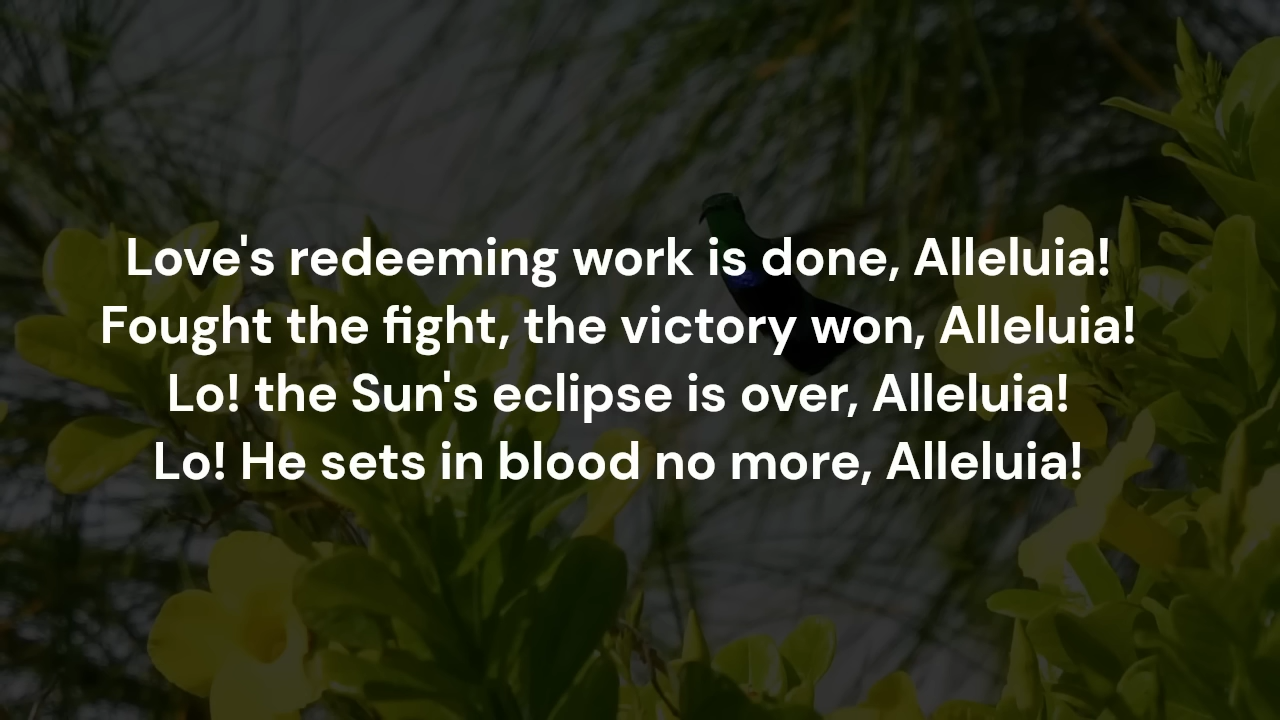 Love's redeeming work is done, Alleluia!
Fought the fight, the victory won, Alleluia!
Lo! the Sun's eclipse is over, Alleluia!
Lo! He sets in blood no more, Alleluia!